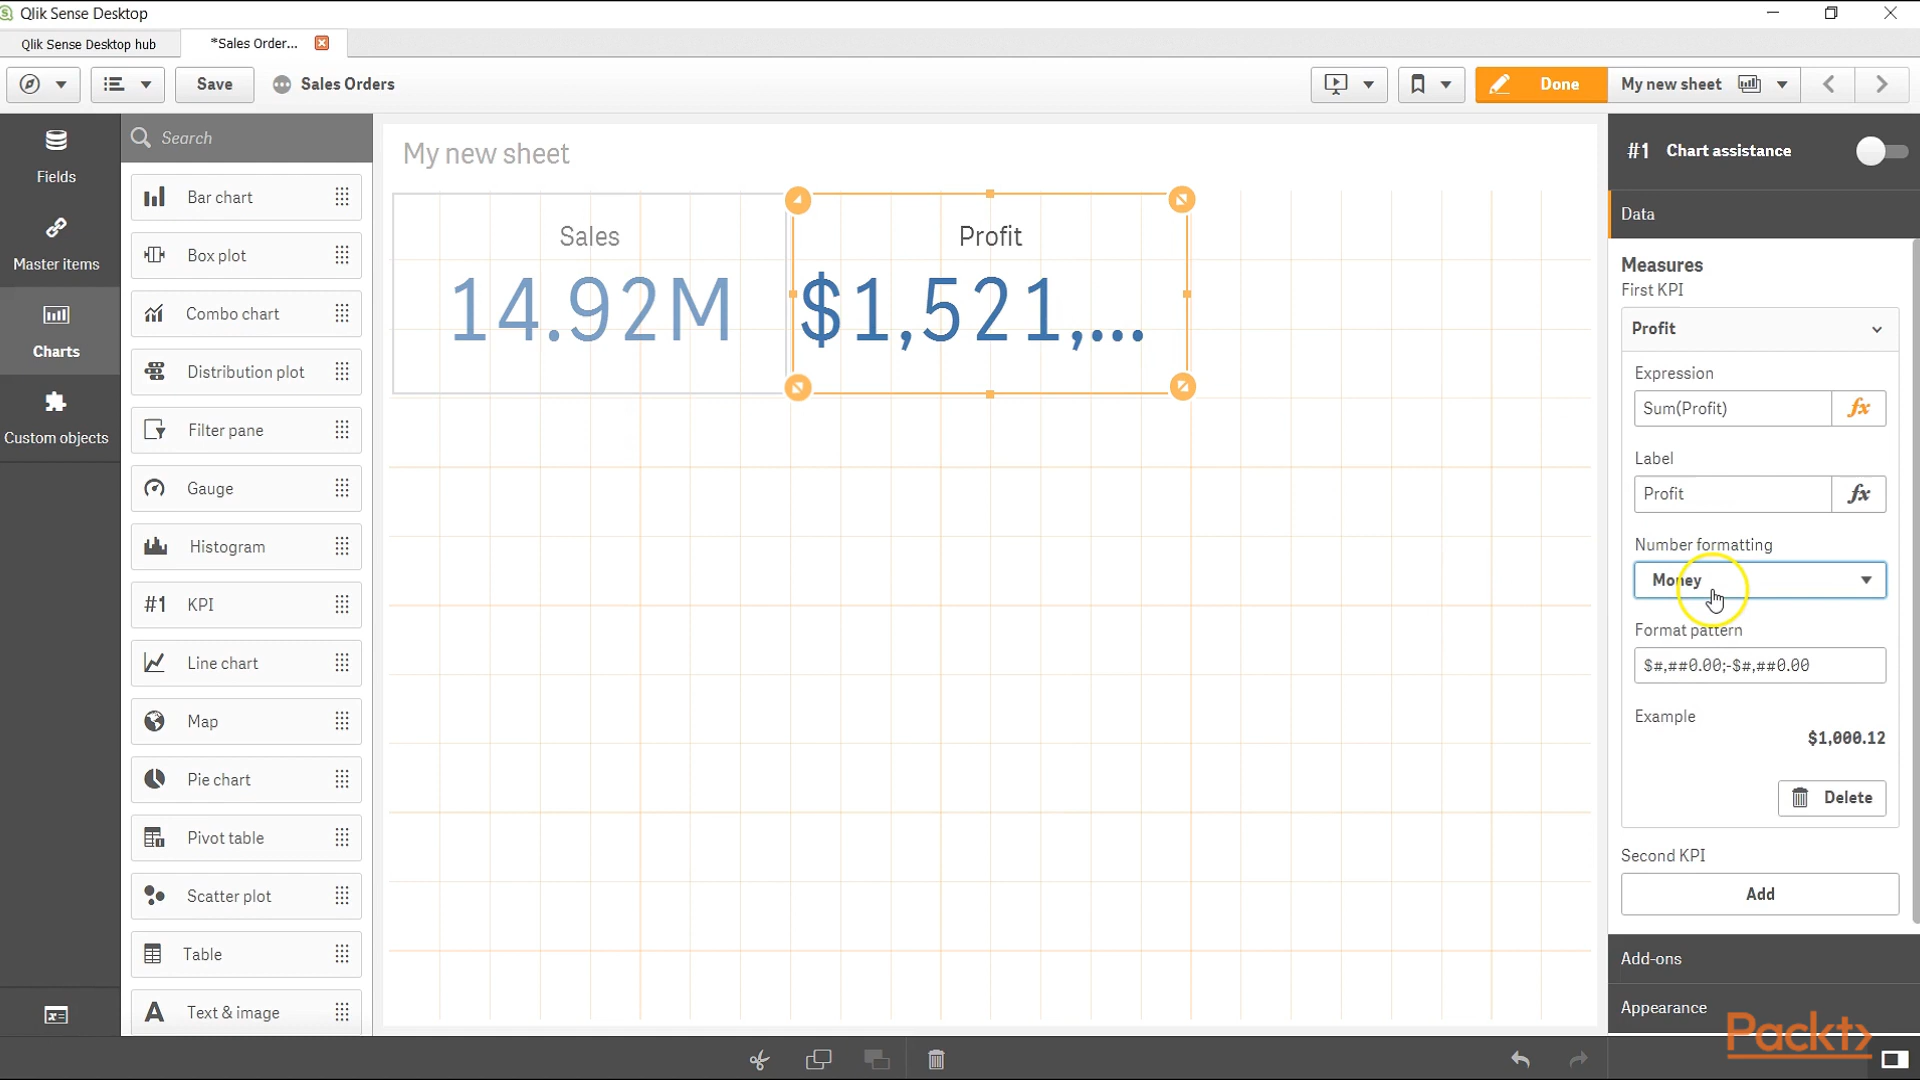 Qlik Sense Desktop
Qlik Sense Desktop hub
*Sales Order...
Save
Sales Orders
Done
My new sheet
Fields
Master items
Charts
Custom objects
Search
Bar chart
Box plot
Combo chart
Distribution plot
Filter pane
Gauge
Histogram
#1 KPI
Line chart
Map
Pie chart
Pivot table
Scatter plot
Table
A Text & image
My new sheet
Sales
14.92M
Profit
$1,521,...
#1 Chart assistance
Data
Measures
First KPI
Profit
Expression
Sum(Profit)
fx
Label
Profit
fx
Number formatting
Money
Format pattern
$#,##0.00;-$#,##0.00
Example
$1,000.12
Delete
Second KPI
Add
Add-ons
Appearance
Packt>